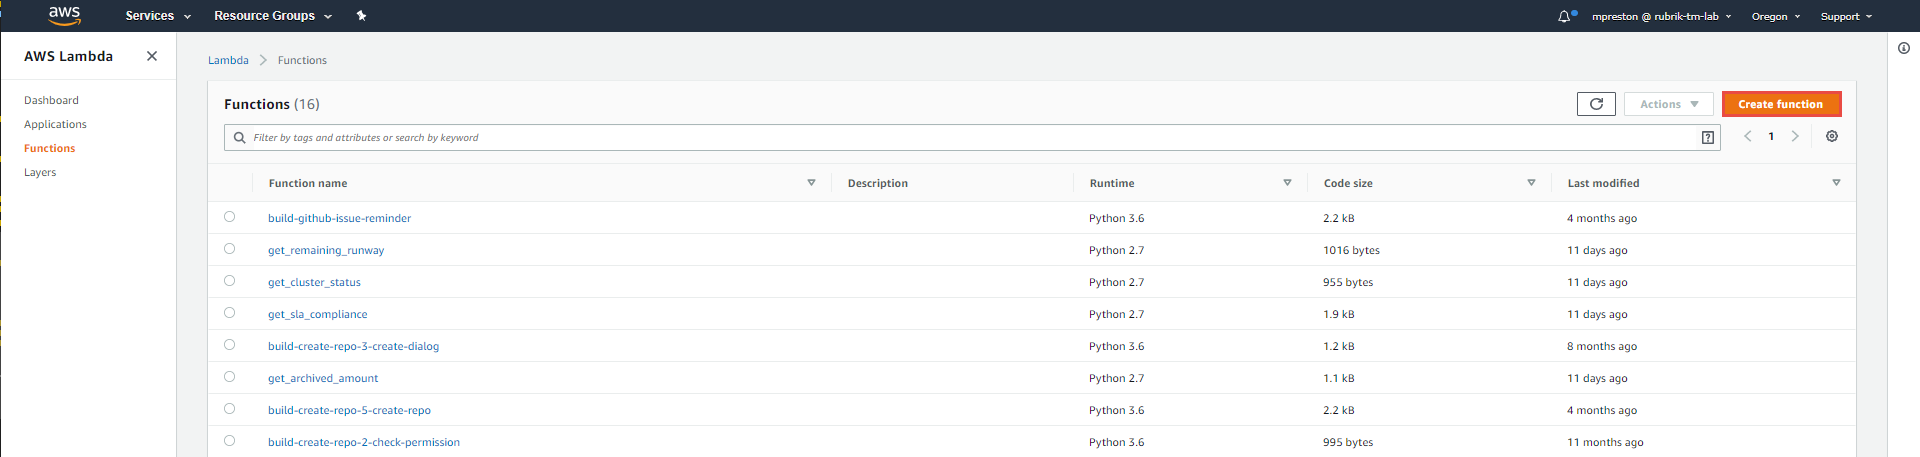 aws Services Resource Groups mpreston @ rubrik-tm-lab Oregon Support
AWS Lambda
Dashboard
Applications
Functions
Layers
Lambda > Functions
Functions (16) Actions Create function
Filter by tags and attributes or search by keyword ? < 1 >
Function name Description Runtime Code size Last modified
build-github-issue-reminder Python 3.6 2.2 kB 4 months ago
get_remaining_runway Python 2.7 1016 bytes 11 days ago
get_cluster_status Python 2.7 955 bytes 11 days ago
get_sla_compliance Python 2.7 1.9 kB 11 days ago
build-create-repo-3-create-dialog Python 3.6 1.2 kB 8 months ago
get_archived_amount Python 2.7 1.1 kB 11 days ago
build-create-repo-5-create-repo Python 3.6 2.2 kB 4 months ago
build-create-repo-2-check-permission Python 3.6 995 bytes 11 months ago